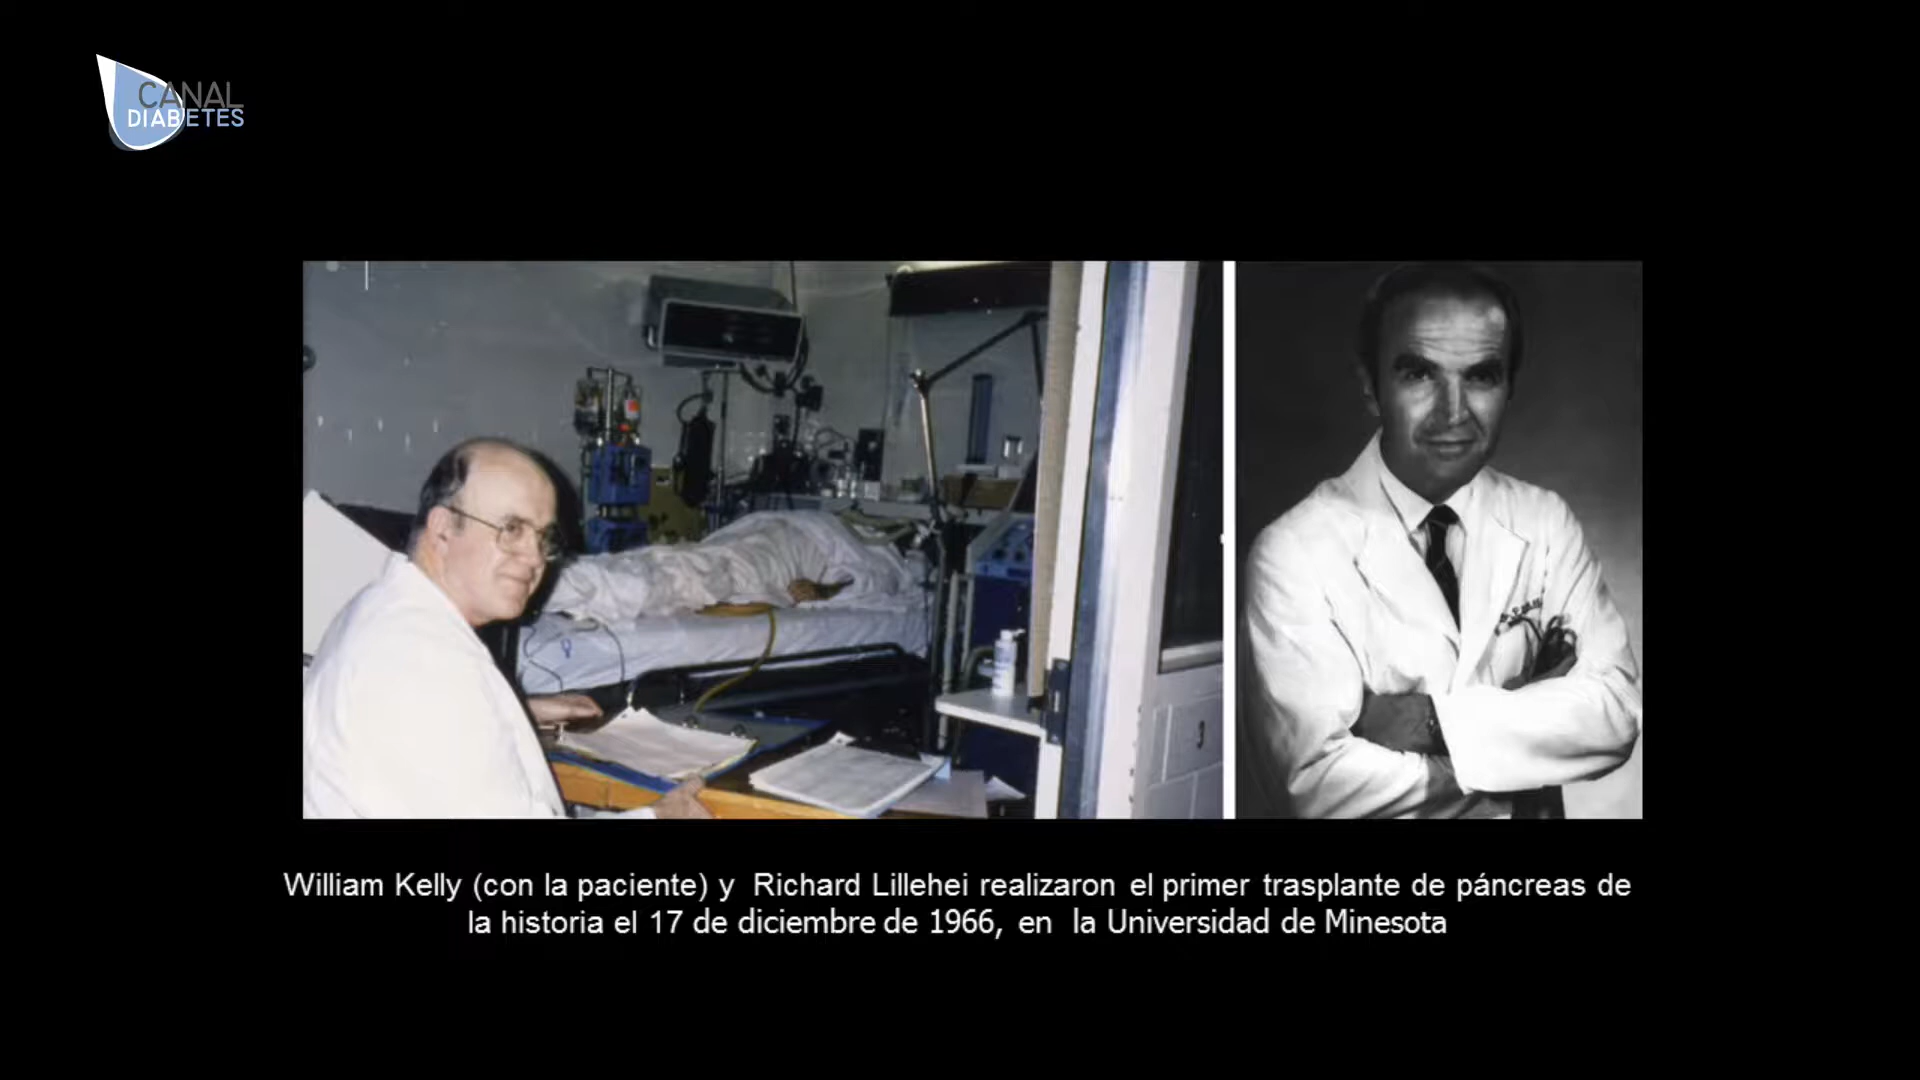 CANAL
DIABETES
3
William Kelly (con la paciente) y Richard Lillehei realizaron el primer trasplante de páncreas de
la historia el 17 de diciembre de 1966, en la Universidad de Minesota